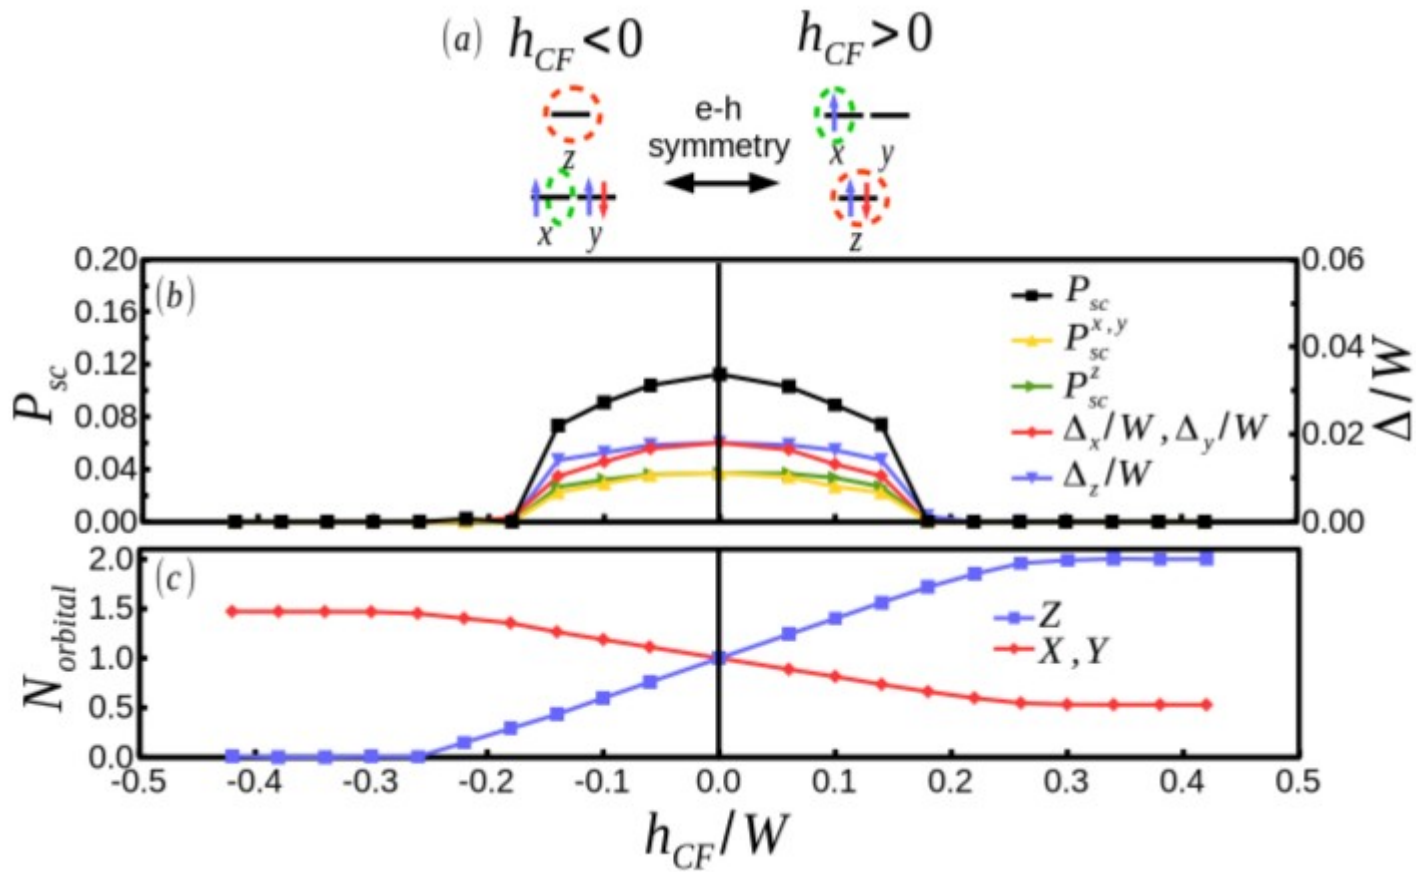 (a) h_CF<0 h_CF>0
e-h
symmetry
z
x y
x y
z
(b)
0.20
0.16
0.12
0.08
0.04
0.00
P_sc
0.06
0.04
0.02
0.00
Δ/W
P_sc
P_sc^x,y
P_sc^z
Δ_x/W, Δ_y/W
Δ_z/W
(c)
2.0
1.5
1.0
0.5
0.0
N_orbital
Z
X, Y
-0.5 -0.4 -0.3 -0.2 -0.1 0.0 0.1 0.2 0.3 0.4 0.5
h_CF/W